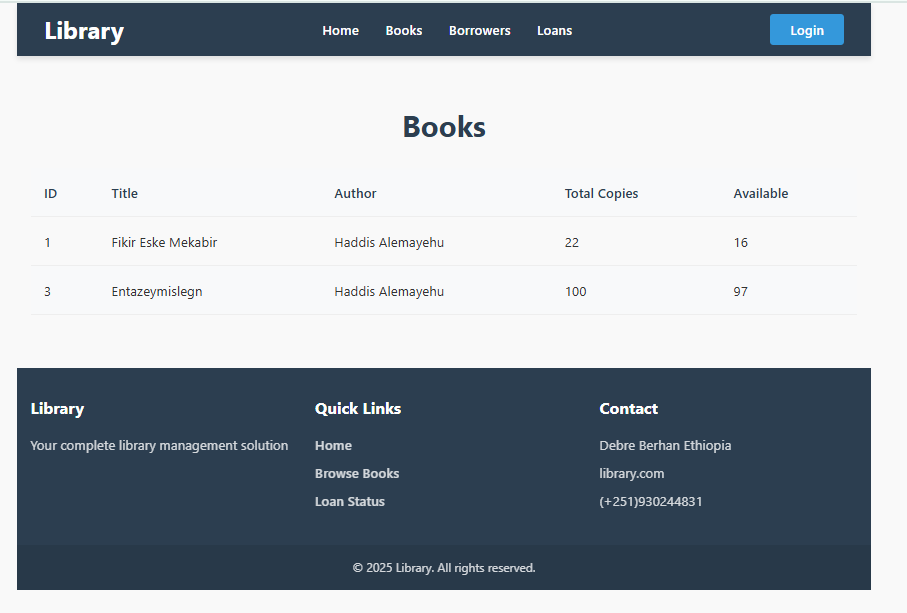 Library Home Books Borrowers Loans Login
Books
ID Title Author Total Copies Available
1 Fikir Eske Mekabir Haddis Alemayehu 22 16
3 Entazeymislegn Haddis Alemayehu 100 97
Library Quick Links Contact
Your complete library management solution Home Debre Berhan Ethiopia
Browse Books library.com
Loan Status (+251)930244831
© 2025 Library. All rights reserved.